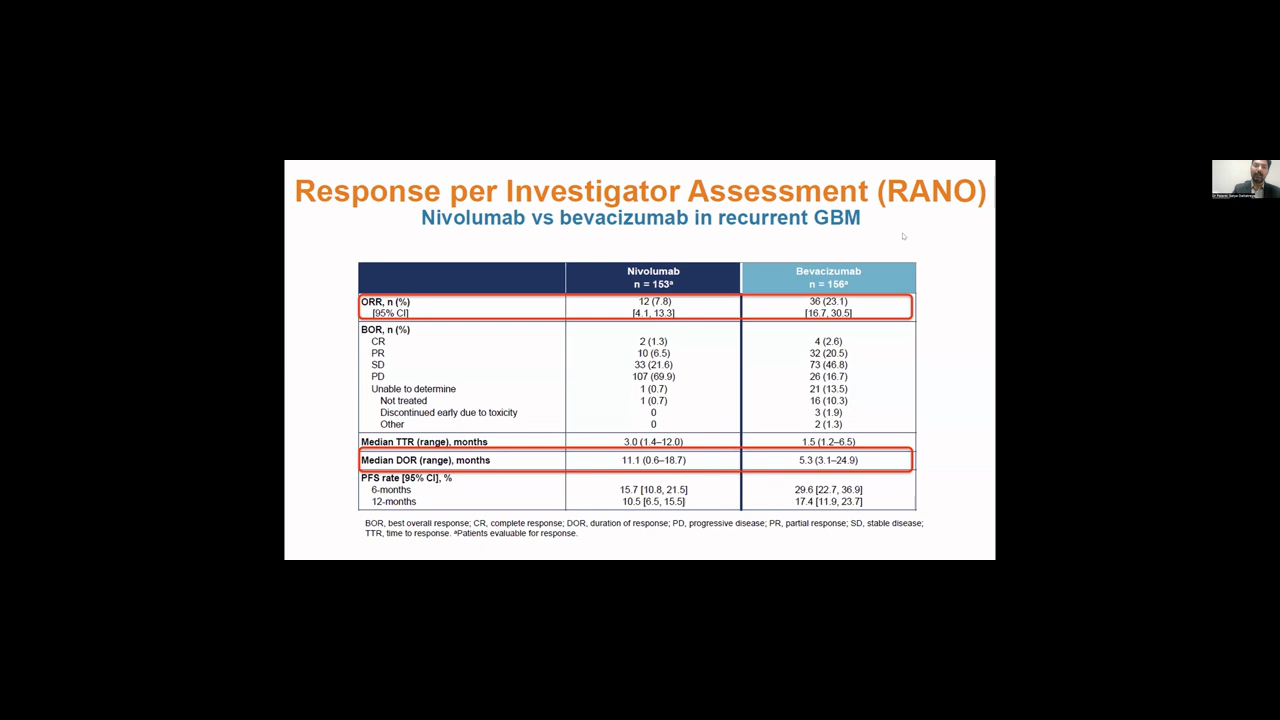 Response per Investigator Assessment (RANO)
Nivolumab vs bevacizumab in recurrent GBM
Nivolumab Bevacizumab
n = 153ᵃ n = 156ᵃ
ORR, n (%) 12 (7.8) 36 (23.1)
[95% CI] [4.1, 13.3] [16.7, 30.5]
BOR, n (%)
CR 2 (1.3) 4 (2.6)
PR 10 (6.5) 32 (20.5)
SD 33 (21.6) 73 (46.8)
PD 107 (69.9) 26 (16.7)
Unable to determine 1 (0.7) 21 (13.5)
Not treated 1 (0.7) 16 (10.3)
Discontinued early due to toxicity 0 3 (1.9)
Other 0 2 (1.3)
Median TTR (range), months 3.0 (1.4–12.0) 1.5 (1.2–6.5)
Median DOR (range), months 11.1 (0.6–18.7) 5.3 (3.1–24.9)
PFS rate [95% CI], %
6-months 15.7 [10.8, 21.5] 29.6 [22.7, 36.9]
12-months 10.5 [6.5, 15.5] 17.4 [11.9, 23.7]
BOR, best overall response; CR, complete response; DOR, duration of response; PD, progressive disease; PR, partial response; SD, stable disease;
TTR, time to response. ᵃPatients evaluable for response.